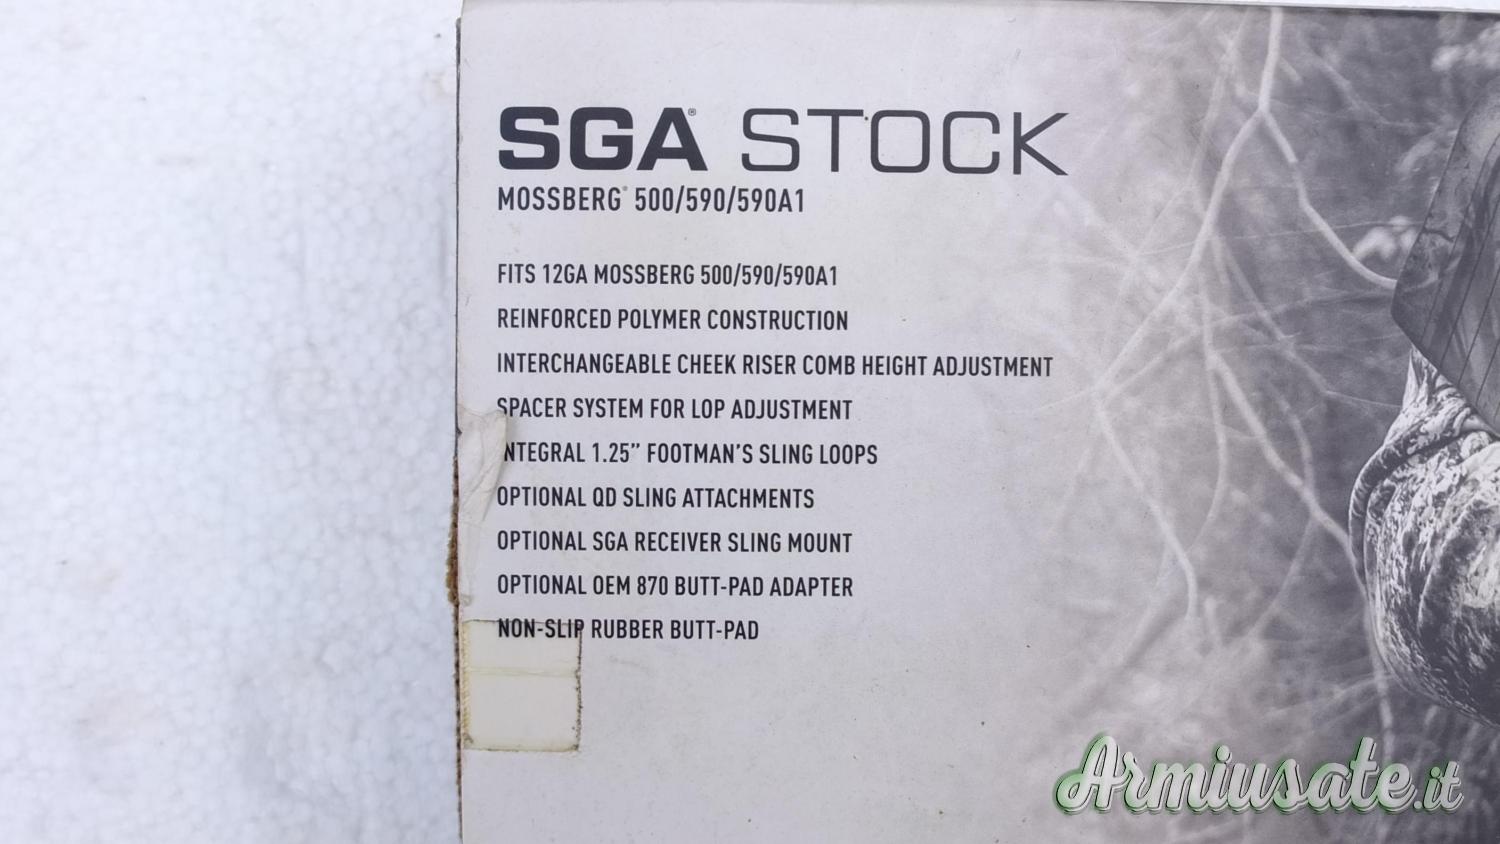 SGA® STOCK
MOSSBERG® 500/590/590A1
FITS 12GA MOSSBERG 500/590/590A1
REINFORCED POLYMER CONSTRUCTION
INTERCHANGEABLE CHEEK RISER COMB HEIGHT ADJUSTMENT
SPACER SYSTEM FOR LOP ADJUSTMENT
INTEGRAL 1.25” FOOTMAN’S SLING LOOPS
OPTIONAL QD SLING ATTACHMENTS
OPTIONAL SGA RECEIVER SLING MOUNT
OPTIONAL OEM 870 BUTT-PAD ADAPTER
NON-SLIP RUBBER BUTT-PAD
Armiusate.it